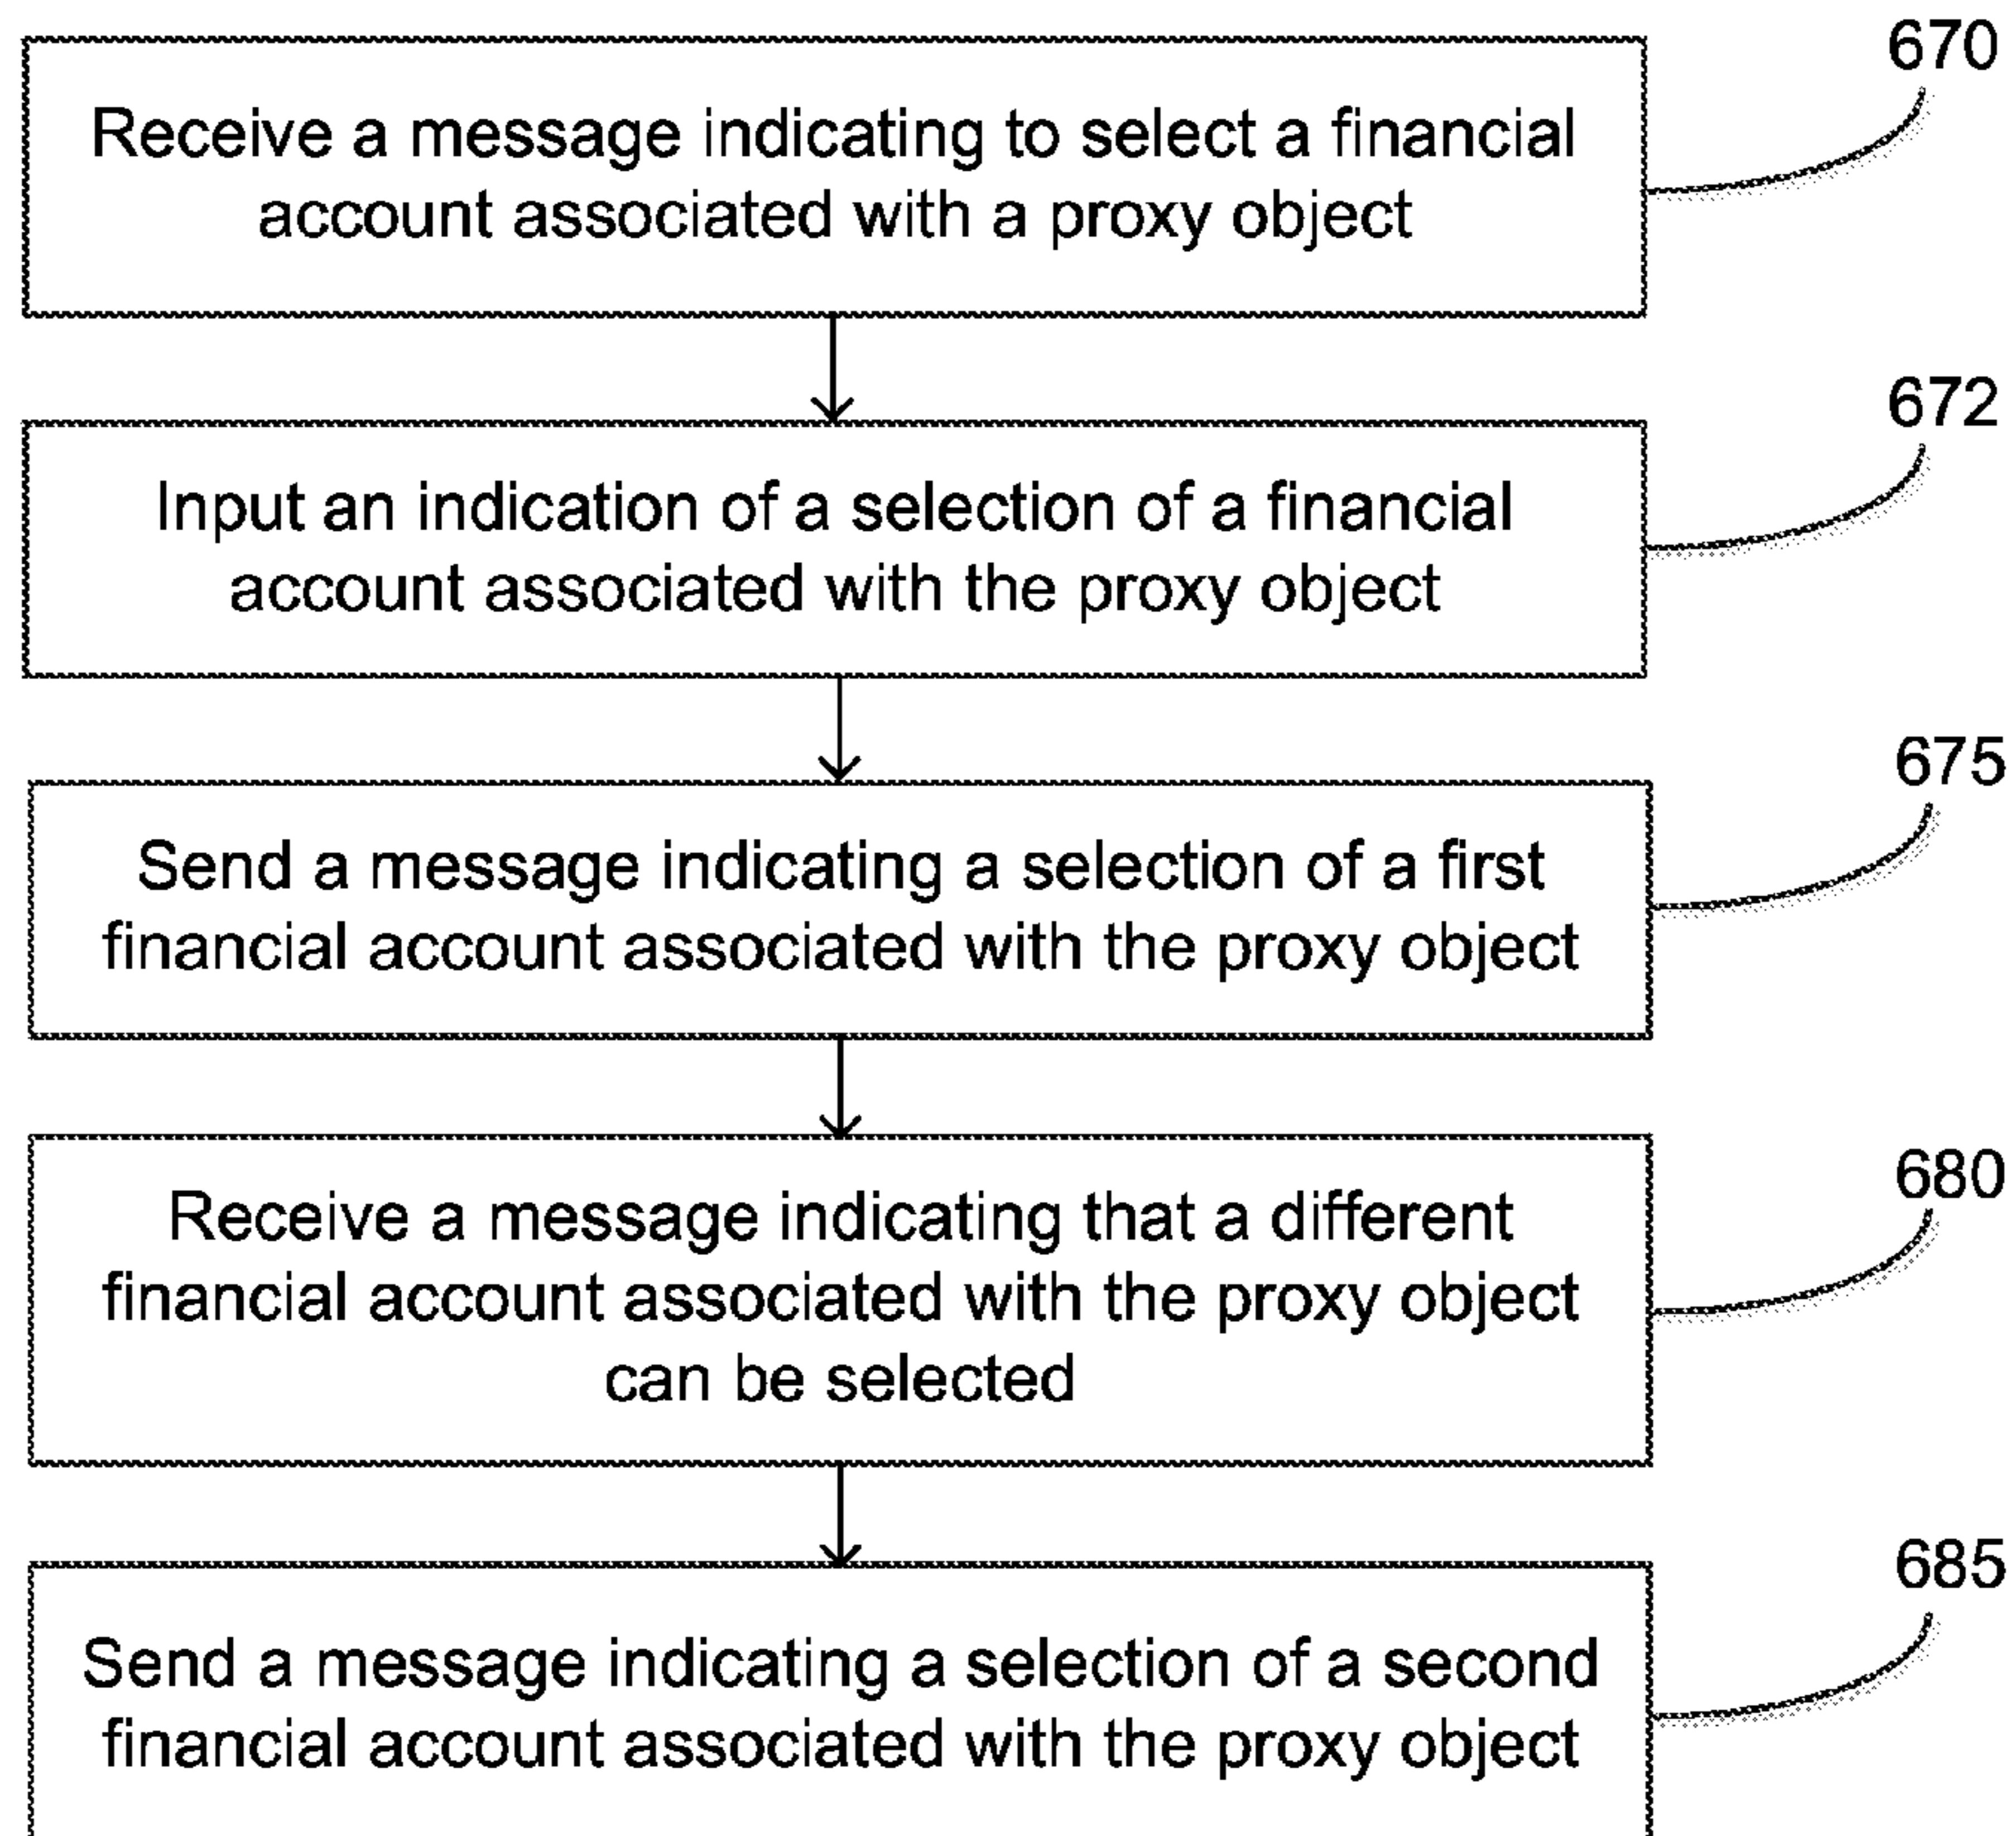 670
Receive a message indicating to select a financial
account associated with a proxy object
672
Input an indication of a selection of a financial
account associated with the proxy object
675
Send a message indicating a selection of a first
financial account associated with the proxy object
680
Receive a message indicating that a different
financial account associated with the proxy object
can be selected
685
Send a message indicating a selection of a second
financial account associated with the proxy object